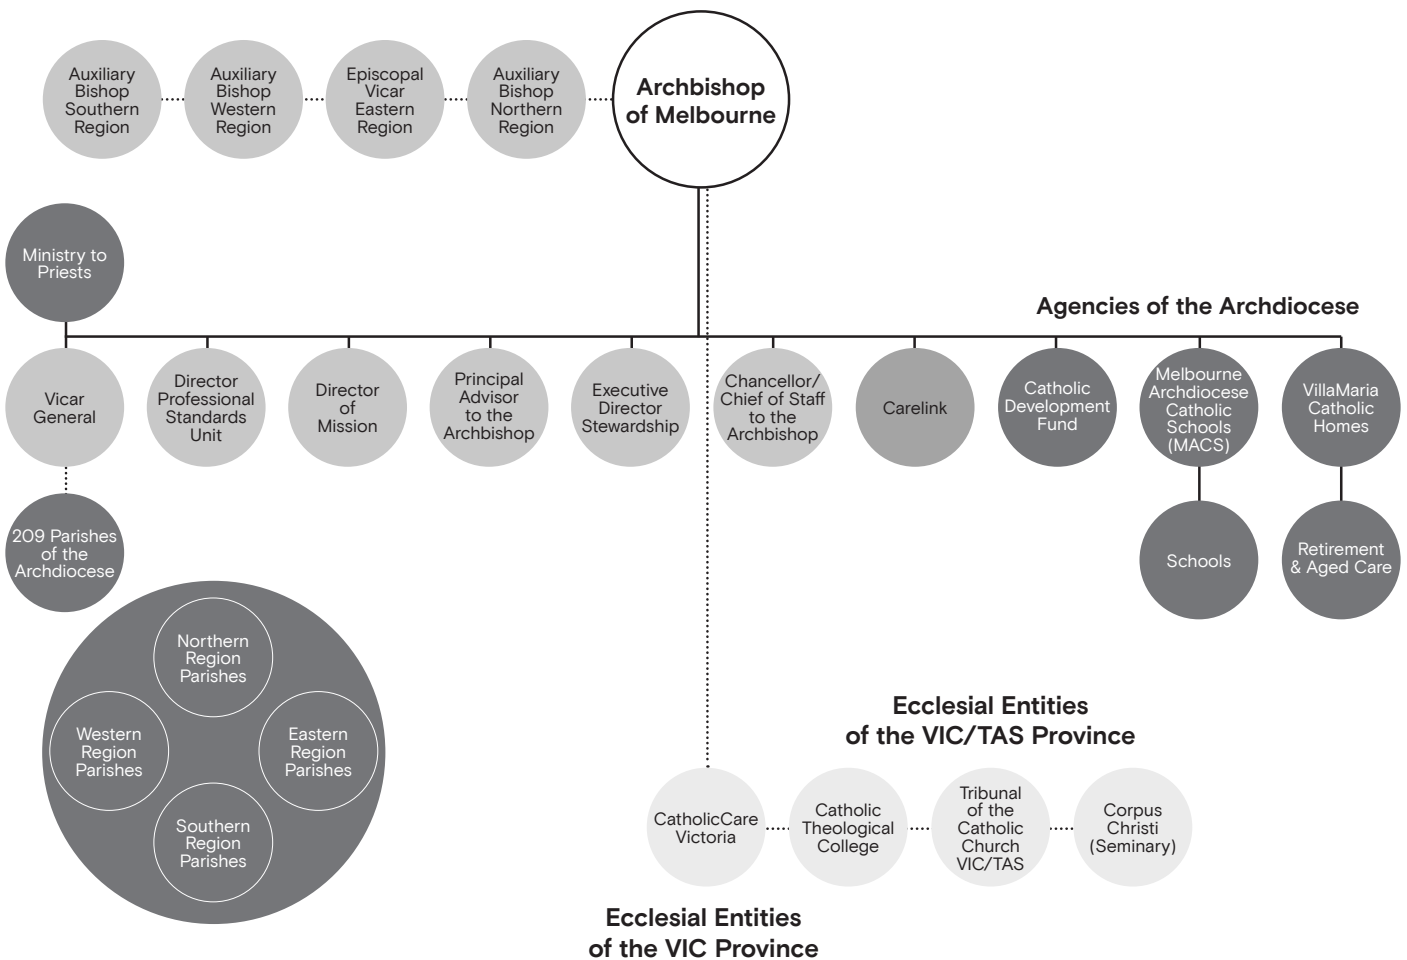 Auxiliary
Bishop
Southern
Region
Auxiliary
Bishop
Western
Region
Episcopal
Vicar
Eastern
Region
Auxiliary
Bishop
Northern
Region
Archbishop
of Melbourne
Ministry to
Priests
Agencies of the Archdiocese
Vicar
General
Director
Professional
Standards
Unit
Director
of
Mission
Principal
Advisor
to the
Archbishop
Executive
Director
Stewardship
Chancellor/
Chief of Staff
to the
Archbishop
Carelink
Catholic
Development
Fund
Melbourne
Archdiocese
Catholic
Schools
(MACS)
VillaMaria
Catholic
Homes
209 Parishes
of the
Archdiocese
Schools
Retirement
& Aged Care
Northern
Region
Parishes
Western
Region
Parishes
Eastern
Region
Parishes
Southern
Region
Parishes
Ecclesial Entities
of the VIC/TAS Province
CatholicCare
Victoria
Catholic
Theological
College
Tribunal
of the
Catholic
Church
VIC/TAS
Corpus
Christi
(Seminary)
Ecclesial Entities
of the VIC Province